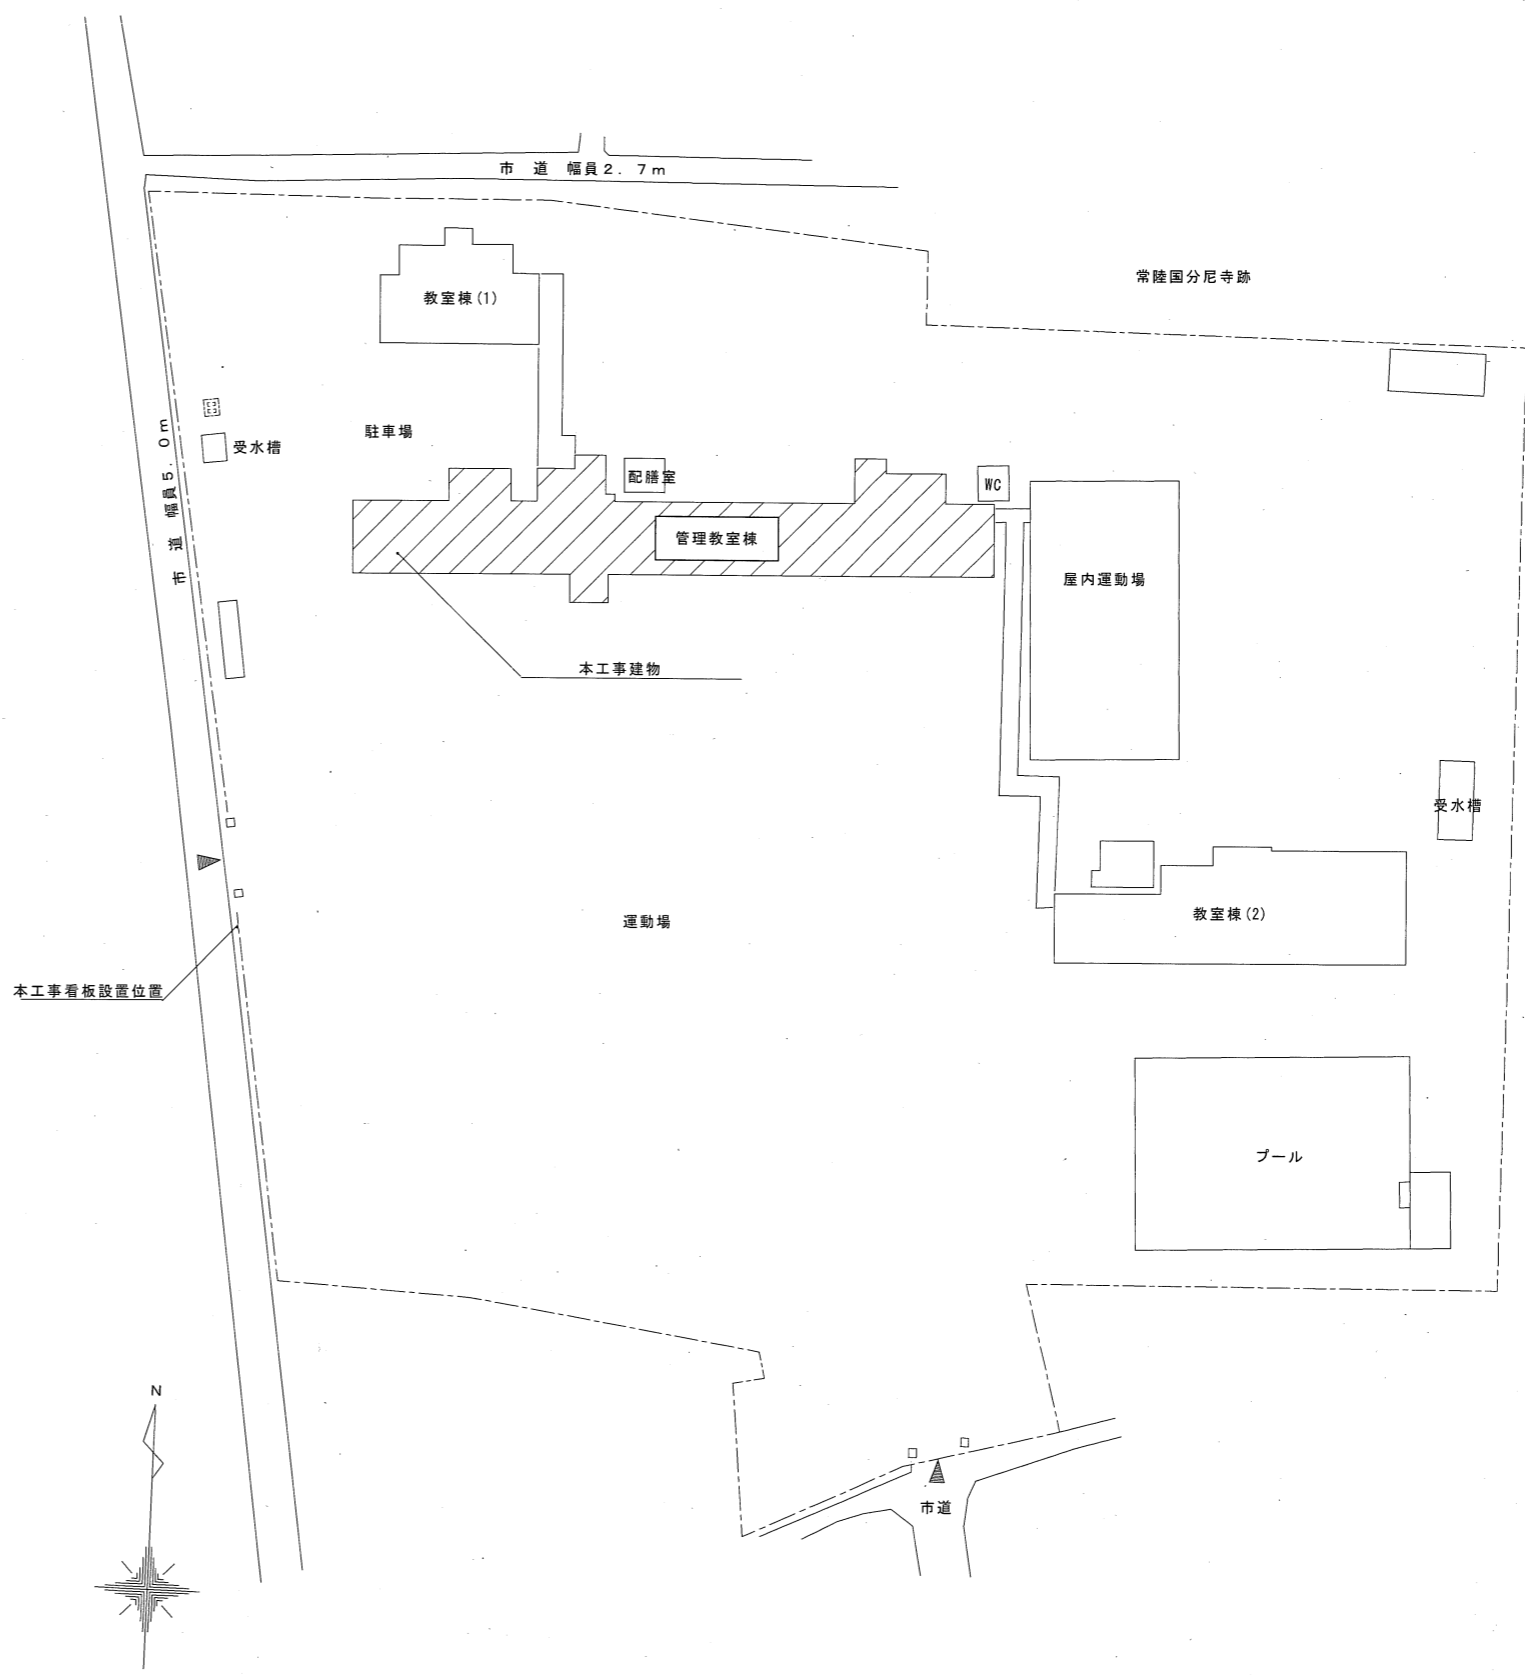 市　道　幅員２．７ｍ
常陸国分尼寺跡
教室棟(1)
市　道　幅員５．０ｍ
駐車場
受水槽
配膳室
WC
管理教室棟
屋内運動場
本工事建物
受水槽
教室棟(2)
運動場
本工事看板設置位置
プール
N
市道